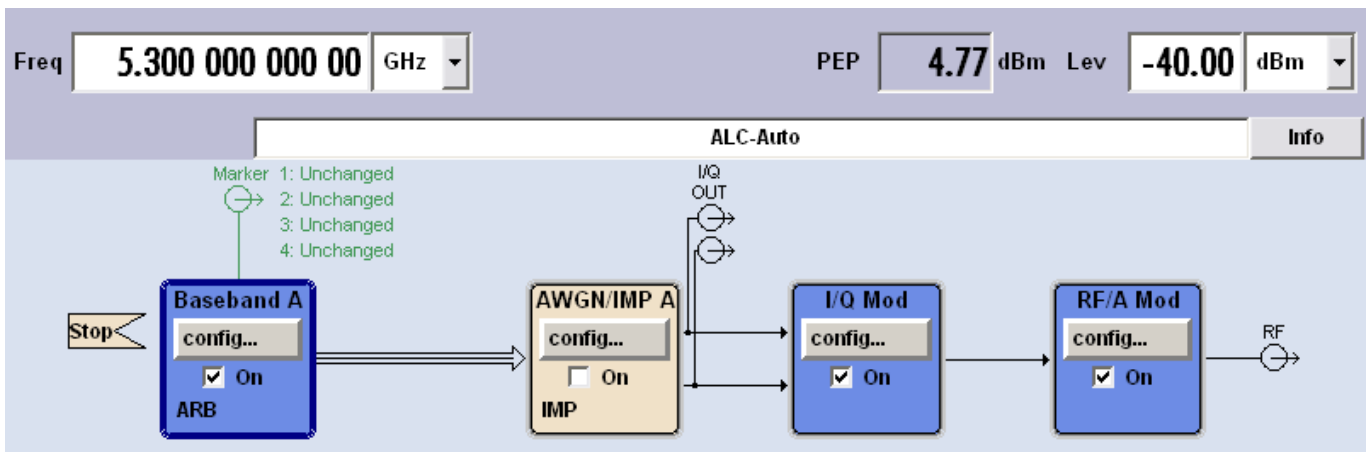 Freq 5.300 000 000 00 GHz PEP 4.77 dBm Lev -40.00 dBm
ALC-Auto Info
Marker 1: Unchanged
2: Unchanged
3: Unchanged
4: Unchanged
I/Q
OUT
Stop
Baseband A
config...
On
ARB
AWGN/IMP A
config...
On
IMP
I/Q Mod
config...
On
RF/A Mod
config...
On
RF